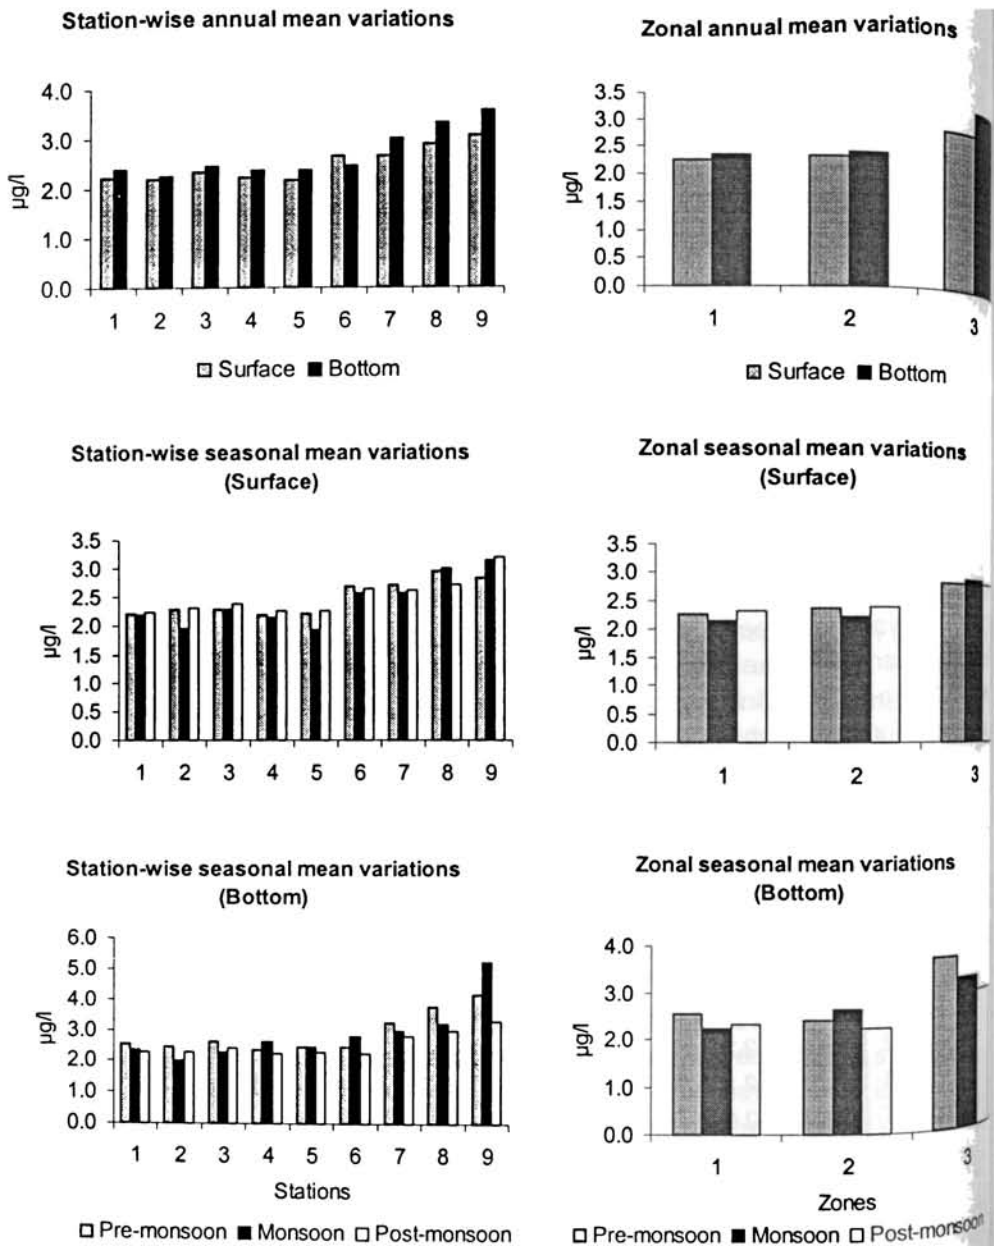 Station-wise annual mean variations
4.0
3.0
2.0
1.0
0.0
µg/l
1 2 3 4 5 6 7 8 9
Surface Bottom
Zonal annual mean variations
3.5
3.0
2.5
2.0
1.5
1.0
0.5
0.0
µg/l
1 2 3
Surface Bottom
Station-wise seasonal mean variations
(Surface)
3.5
3.0
2.5
2.0
1.5
1.0
0.5
0.0
µg/l
1 2 3 4 5 6 7 8 9
Zonal seasonal mean variations
(Surface)
3.5
3.0
2.5
2.0
1.5
1.0
0.5
0.0
µg/l
1 2 3
Station-wise seasonal mean variations
(Bottom)
6.0
5.0
4.0
3.0
2.0
1.0
0.0
µg/l
1 2 3 4 5 6 7 8 9
Stations
Pre-monsoon Monsoon Post-monsoon
Zonal seasonal mean variations
(Bottom)
4.0
3.0
2.0
1.0
0.0
µg/l
1 2 3
Zones
Pre-monsoon Monsoon Post-monsoon